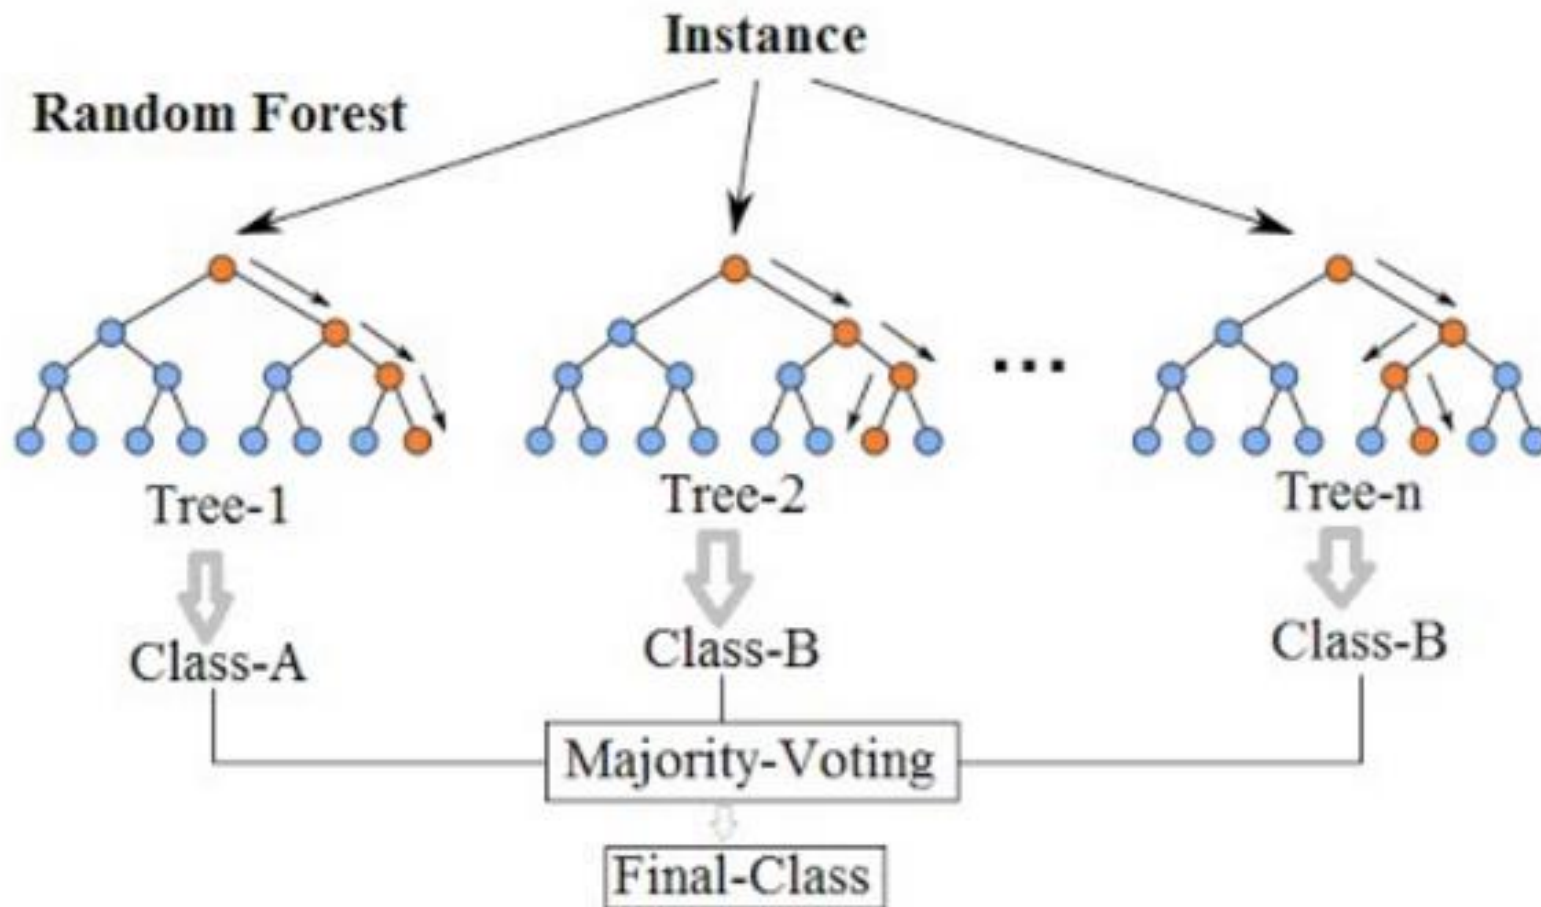 Instance
Random Forest
...
Tree-1
Tree-2
Tree-n
Class-A
Class-B
Class-B
Majority-Voting
Final-Class